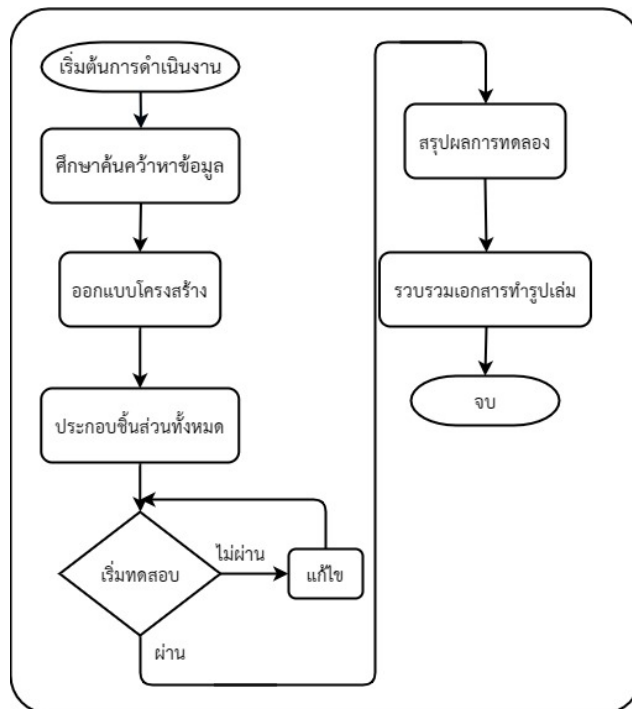 เริ่มต้นการดำเนินงาน
ศึกษาค้นคว้าหาข้อมูล
ออกแบบโครงสร้าง
ประกอบชิ้นส่วนทั้งหมด
เริ่มทดสอบ
ไม่ผ่าน
แก้ไข
ผ่าน
สรุปผลการทดลอง
รวบรวมเอกสารทำรูปเล่ม
จบ